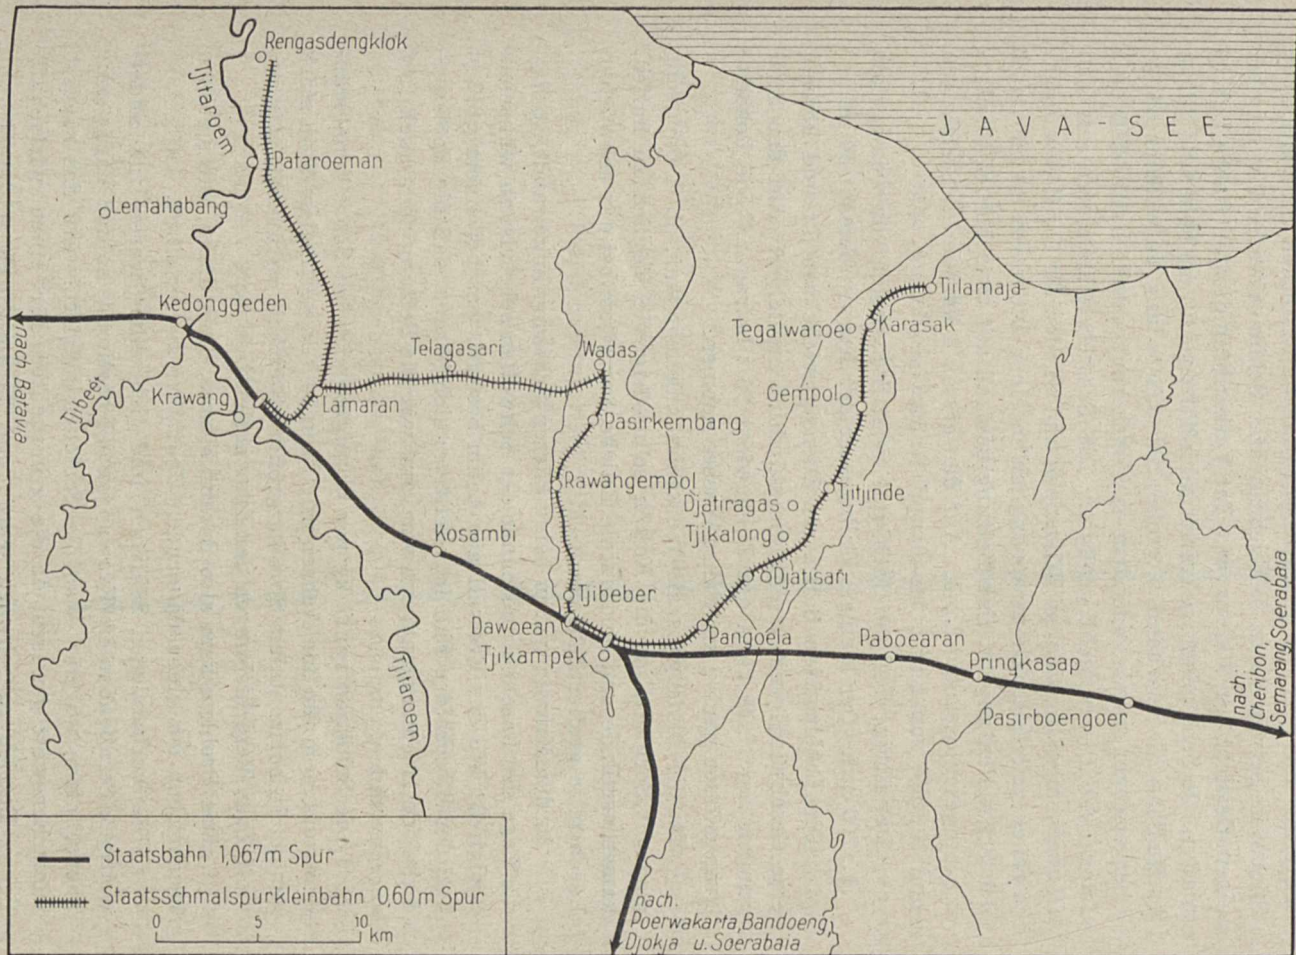 Rengasdengklok
Tjitaroem
JAVA-SEE
Pataroeman
Lemahabang
Kedonggedeh
Tjilamaja
Tegalwaroe
Karasak
nach Batavia
Telagasari
Wadas
Tjibeet
Krawang
Lamaran
Gempol
Pasirkembang
Rawahgempol
Tjitjinde
Djatiragas
Kosambi
Tjikalong
Djatisari
Tjibeber
Dawoean
Pangoela
Paboearan
Tjikampek
Tjitaroem
Pringkasap
Pasirboengoer
nach:
Cheribon,
Semarang, Soerabaia
Staatsbahn 1,067m Spur
Staatsschmalspurkleinbahn 0,60m Spur
0 5 10
km
nach:
Poerwakarta, Bandoeng,
Djokja u. Soerabaia